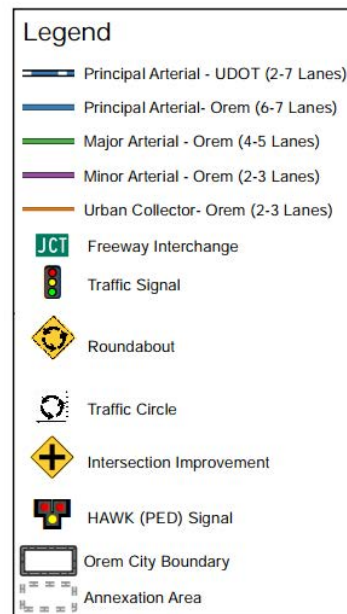 Legend
Principal Arterial - UDOT (2-7 Lanes)
Principal Arterial- Orem (6-7 Lanes)
Major Arterial - Orem (4-5 Lanes)
Minor Arterial - Orem (2-3 Lanes)
Urban Collector- Orem (2-3 Lanes)
JCT Freeway Interchange
Traffic Signal
Roundabout
Traffic Circle
Intersection Improvement
HAWK (PED) Signal
Orem City Boundary
Annexation Area